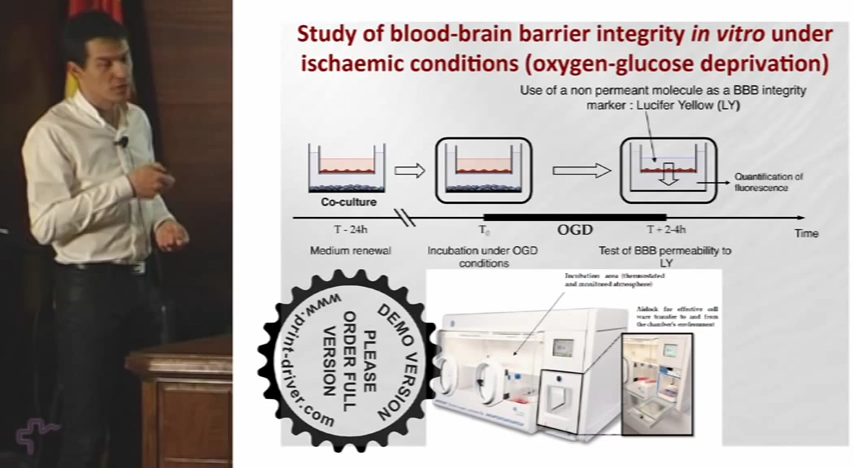 Study of blood-brain barrier integrity in vitro under
ischaemic conditions (oxygen-glucose deprivation)
Use of a non permeant molecule as a BBB integrity
marker : Lucifer Yellow (LY)
Quantification of
fluorescence
Co-culture
T - 24h
T0
OGD
T + 2-4h
Time
Medium renewal
Incubation under OGD
conditions
Test of BBB permeability to
LY
Incubation area (thermostated
and monitored atmosphere)
Airlock for effective cell
ware transfer to and from
the chamber's environment
DEMO VERSION
PLEASE
ORDER FULL
VERSION
www.print-driver.com